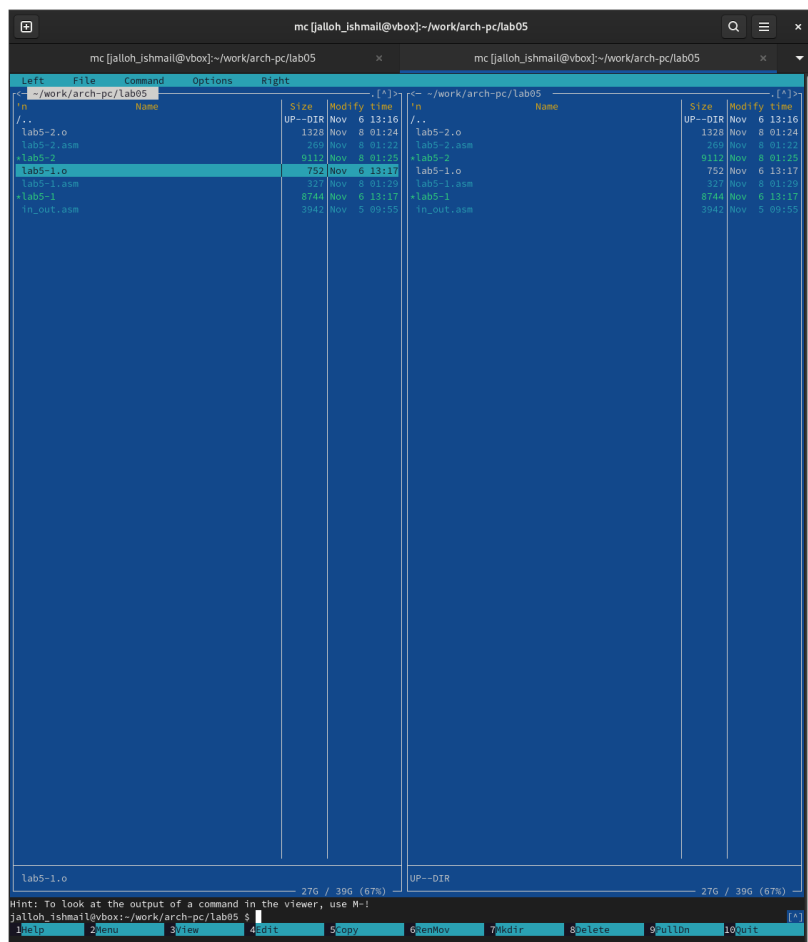 mc [jalloh_ishmail@vbox]:~/work/arch-pc/lab05
mc [jalloh_ishmail@vbox]:~/work/arch-pc/lab05 × mc [jalloh_ishmail@vbox]:~/work/arch-pc/lab05 ×
Left File Command Options Right
<- ~/work/arch-pc/lab05 .[^]> <- ~/work/arch-pc/lab05 .[^]>
'n Name Size Modify time 'n Name Size Modify time
/.. UP--DIR Nov 6 13:16 /.. UP--DIR Nov 6 13:16
lab5-2.o 1328 Nov 8 01:24 lab5-2.o 1328 Nov 8 01:24
lab5-2.asm 269 Nov 8 01:22 lab5-2.asm 269 Nov 8 01:22
*lab5-2 9112 Nov 8 01:25 *lab5-2 9112 Nov 8 01:25
lab5-1.o 752 Nov 6 13:17 lab5-1.o 752 Nov 6 13:17
lab5-1.asm 327 Nov 8 01:29 lab5-1.asm 327 Nov 8 01:29
*lab5-1 8744 Nov 6 13:17 *lab5-1 8744 Nov 6 13:17
in_out.asm 3942 Nov 5 09:55 in_out.asm 3942 Nov 5 09:55
lab5-1.o UP--DIR
27G / 39G (67%) 27G / 39G (67%)
Hint: To look at the output of a command in the viewer, use M-!
jalloh_ishmail@vbox:~/work/arch-pc/lab05 $ [^]
1Help 2Menu 3View 4Edit 5Copy 6RenMov 7Mkdir 8Delete 9PullDn 10Quit